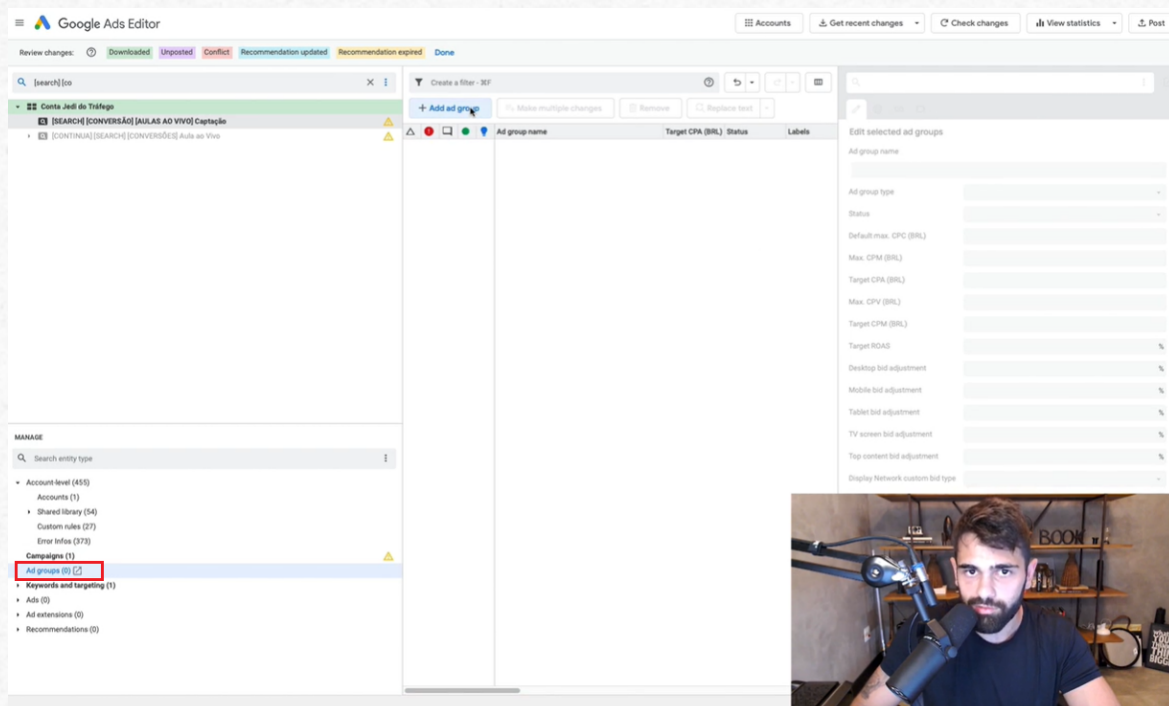 Google Ads Editor
Accounts
Get recent changes
Check changes
View statistics
Post
Review changes:
Downloaded
Unposted
Conflict
Recommendation updated
Recommendation expired
Done
[search] [co
Create a filter - ⌘F
Conta Jedi do Tráfego
[SEARCH] [CONVERSÃO] [AULAS AO VIVO] Captação
[CONTINUA] [SEARCH] [CONVERSÕES] Aula ao Vivo
+ Add ad group
Make multiple changes
Remove
Replace text
Ad group name
Target CPA (BRL)
Status
Labels
Edit selected ad groups
Ad group name
Ad group type
Status
Default max. CPC (BRL)
Max. CPM (BRL)
Target CPA (BRL)
Max. CPV (BRL)
Target CPM (BRL)
Target ROAS
%
Desktop bid adjustment
%
Mobile bid adjustment
%
Tablet bid adjustment
%
TV screen bid adjustment
%
Top content bid adjustment
%
Display Network custom bid type
MANAGE
Search entity type
Account-level (455)
Accounts (1)
Shared library (54)
Custom rules (27)
Error Infos (373)
Campaigns (1)
Ad groups (0)
Keywords and targeting (1)
Ads (0)
Ad extensions (0)
Recommendations (0)
BOOK
THINK
BIGG